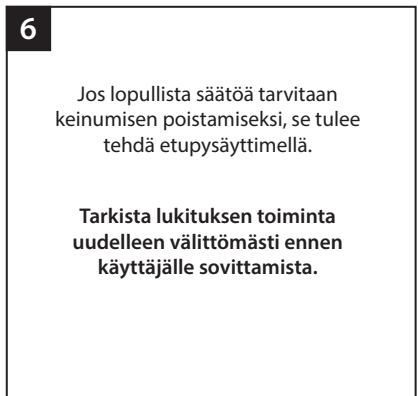 6
Jos lopullista säätöä tarvitaan
keinumisen poistamiseksi, se tulee
tehdä etupysäyttimellä.
Tarkista lukituksen toiminta
uudelleen välittömästi ennen
käyttäjälle sovittamista.